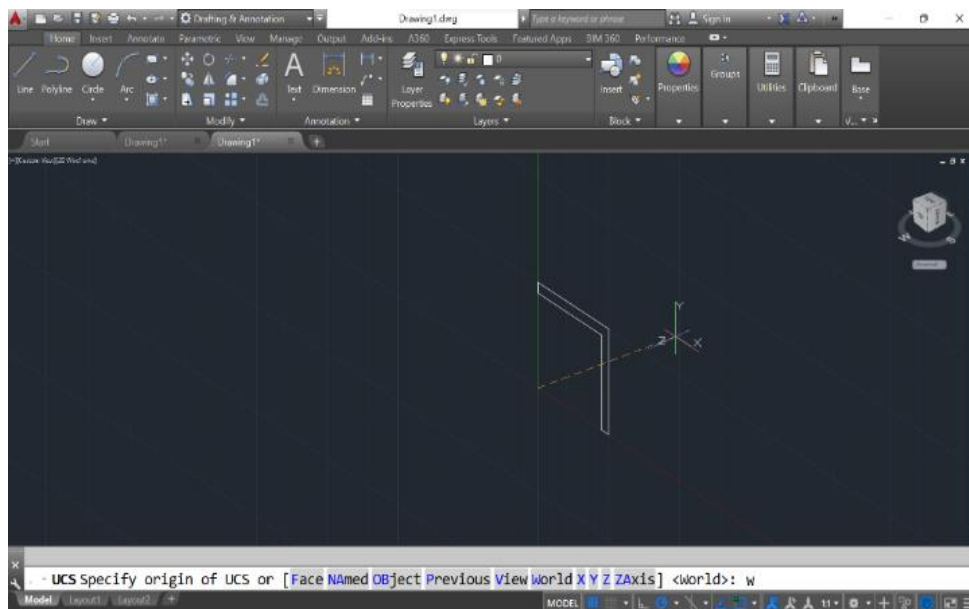 Drafting & Annotation
Drawing1.dwg
Type a keyword or phrase
Sign In
Home Insert Annotate Parametric View Manage Output Add-ins A360 Express Tools Featured Apps BIM 360 Performance
Line Polyline Circle Arc
Text Dimension
Layer Properties
0
Insert
Properties
Groups
Utilities
Clipboard
Base
Draw Modify Annotation Layers Block V...
Start Drawing1* Drawing1*
Y
Z X
UCS Specify origin of UCS or [Face NAmed OBject Previous View World X Y Z ZAxis] <World>: w
Model Layout1 Layout2 +
MODEL 1:1